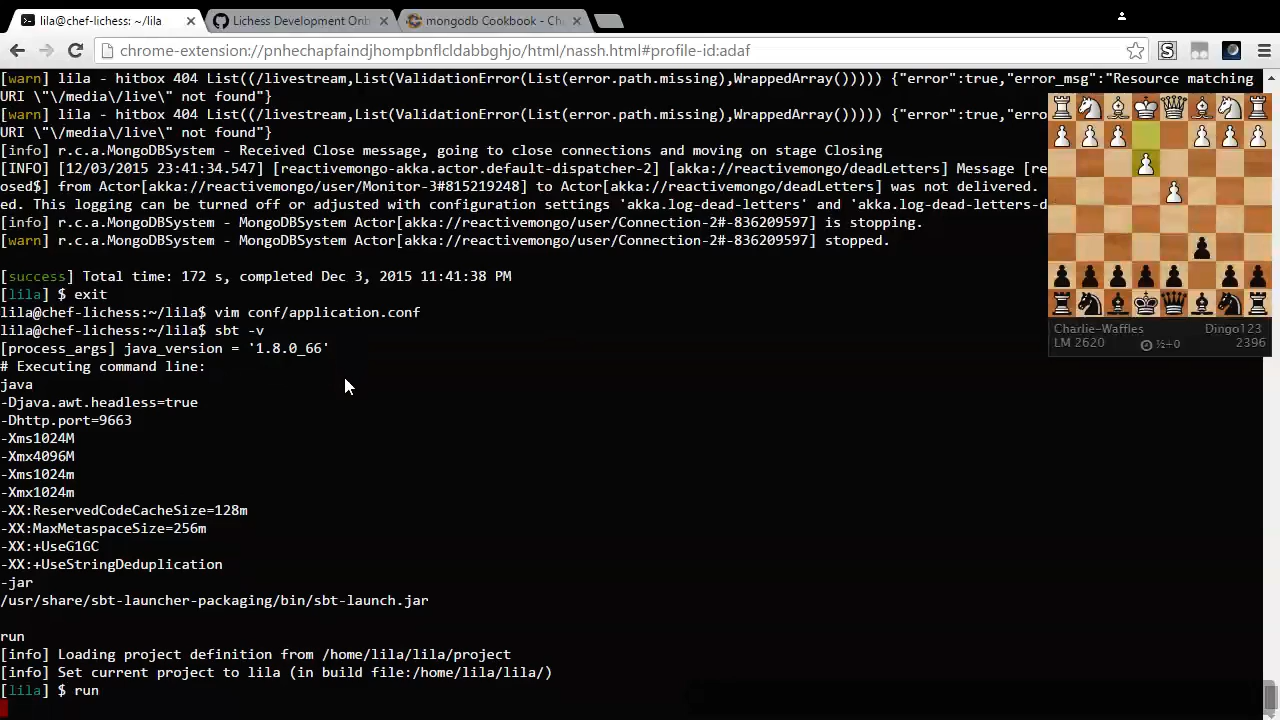 lila@chef-lichess: ~/lila
Lichess Development Onb
mongodb Cookbook - Ch
chrome-extension://pnhechapfaindjhompbnflcldabbghjo/html/nassh.html#profile-id:adaf
[warn] lila - hitbox 404 List((/livestream,List(ValidationError(List(error.path.missing),WrappedArray())))) {"error":true,"error_msg":"Resource matching
URI \"\/media\/live\" not found"}
[warn] lila - hitbox 404 List((/livestream,List(ValidationError(List(error.path.missing),WrappedArray())))) {"error":true,"erro
URI \"\/media\/live\" not found"}
[info] r.c.a.MongoDBSystem - Received Close message, going to close connections and moving on stage Closing
[INFO] [12/03/2015 23:41:34.547] [reactivemongo-akka.actor.default-dispatcher-2] [akka://reactivemongo/deadLetters] Message [re
osed$] from Actor[akka://reactivemongo/user/Monitor-3#815219248] to Actor[akka://reactivemongo/deadLetters] was not delivered.
ed. This logging can be turned off or adjusted with configuration settings 'akka.log-dead-letters' and 'akka.log-dead-letters-d
[info] r.c.a.MongoDBSystem - MongoDBSystem Actor[akka://reactivemongo/user/Connection-2#-836209597] is stopping.
[warn] r.c.a.MongoDBSystem - MongoDBSystem Actor[akka://reactivemongo/user/Connection-2#-836209597] stopped.
[success] Total time: 172 s, completed Dec 3, 2015 11:41:38 PM
[lila] $ exit
lila@chef-lichess:~/lila$ vim conf/application.conf
lila@chef-lichess:~/lila$ sbt -v
[process_args] java_version = '1.8.0_66'
# Executing command line:
java
-Djava.awt.headless=true
-Dhttp.port=9663
-Xms1024M
-Xmx4096M
-Xms1024m
-Xmx1024m
-XX:ReservedCodeCacheSize=128m
-XX:MaxMetaspaceSize=256m
-XX:+UseG1GC
-XX:+UseStringDeduplication
-jar
/usr/share/sbt-launcher-packaging/bin/sbt-launch.jar
run
[info] Loading project definition from /home/lila/lila/project
[info] Set current project to lila (in build file:/home/lila/lila/)
[lila] $ run
Charlie-Waffles Dingo123
LM 2620 ½+0 2396